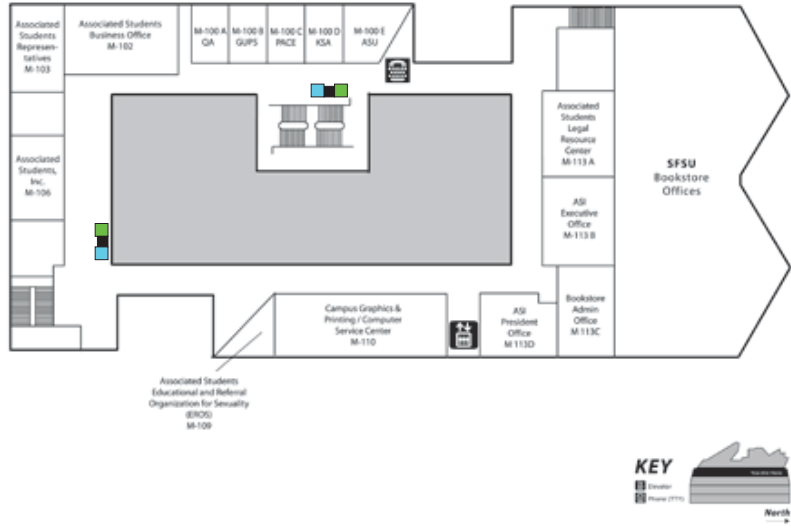 Associated
Students
Represen-
tatives
M-103
Associated Students
Business Office
M-102
M-100 A
QA
M-100 B
GUPS
M-100 C
PACE
M-100 D
KSA
M-100 E
ASU
Associated
Students,
Inc.
M-106
Associated
Students
Legal
Resource
Center
M-113 A
SFSU
Bookstore
Offices
ASI
Executive
Office
M-113 B
Campus Graphics &
Printing / Computer
Service Center
M-110
ASI
President
Office
M 113D
Bookstore
Admin
Office
M 113C
Associated Students
Educational and Referral
Organization for Sexuality
(EROS)
M-109
KEY
Elevator
Phone (TTY)
You Are Here
North